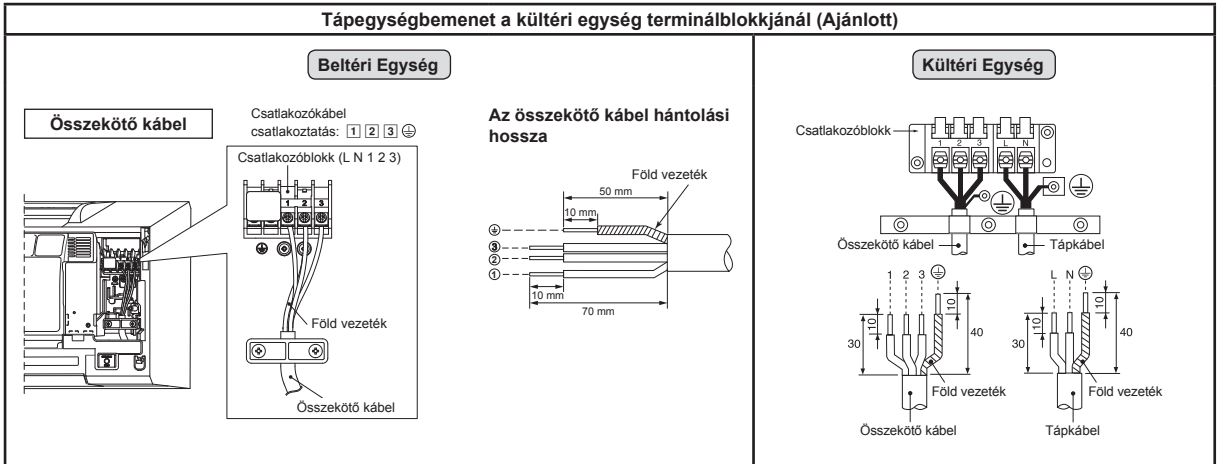 Tápegységbemenet a kültéri egység terminálblokkjánál (Ajánlott)
Beltéri Egység
Összekötő kábel
Csatlakozókábel
csatlakoztatás: 1 2 3
Csatlakozóblokk (L N 1 2 3)
1 2 3
Föld vezeték
Összekötő kábel
Az összekötő kábel hántolási
hossza
Föld vezeték
50 mm
10 mm
3
2
1
10 mm
70 mm
Kültéri Egység
Csatlakozóblokk
1 2 3 L N
Összekötő kábel
Tápkábel
1 2 3
10
10
30
40
Föld vezeték
Összekötő kábel
L N
10
10
30
40
Föld vezeték
Tápkábel